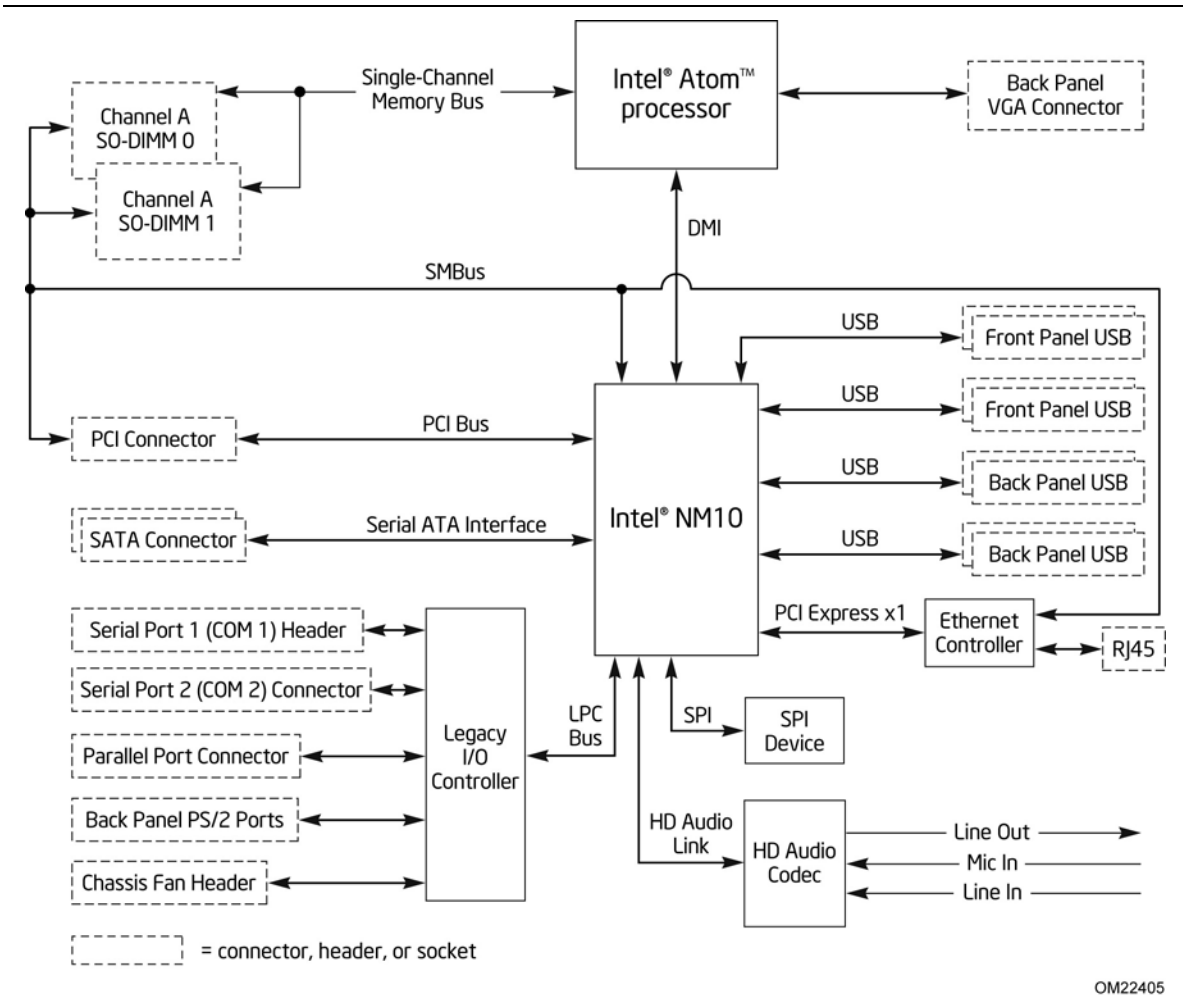 Single-Channel
Memory Bus
Intel® Atom™
processor
Back Panel
VGA Connector
Channel A
SO-DIMM 0
Channel A
SO-DIMM 1
DMI
SMBus
USB
Front Panel USB
USB
Front Panel USB
PCI Connector
PCI Bus
USB
Back Panel USB
Intel® NM10
SATA Connector
Serial ATA Interface
USB
Back Panel USB
PCI Express x1
Ethernet
Controller
RJ45
Serial Port 1 (COM 1) Header
Serial Port 2 (COM 2) Connector
Parallel Port Connector
Back Panel PS/2 Ports
Chassis Fan Header
Legacy
I/O
Controller
LPC
Bus
SPI
SPI
Device
HD Audio
Link
HD Audio
Codec
Line Out
Mic In
Line In
= connector, header, or socket
OM22405